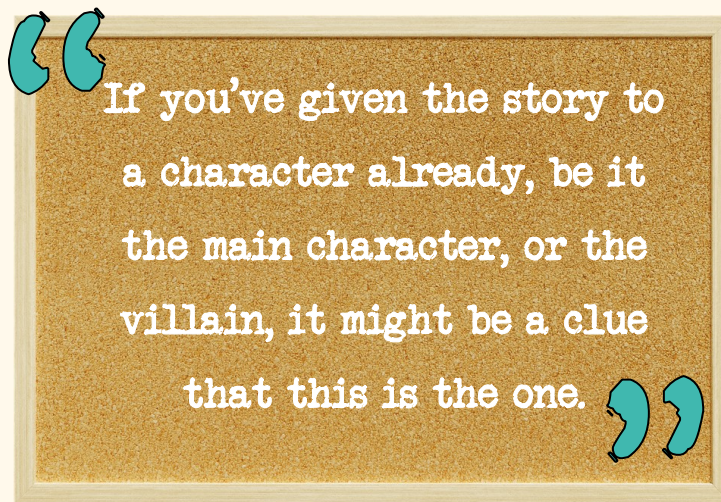 If you've given the story to
a character already, be it
the main character, or the
villain, it might be a clue
that this is the one.